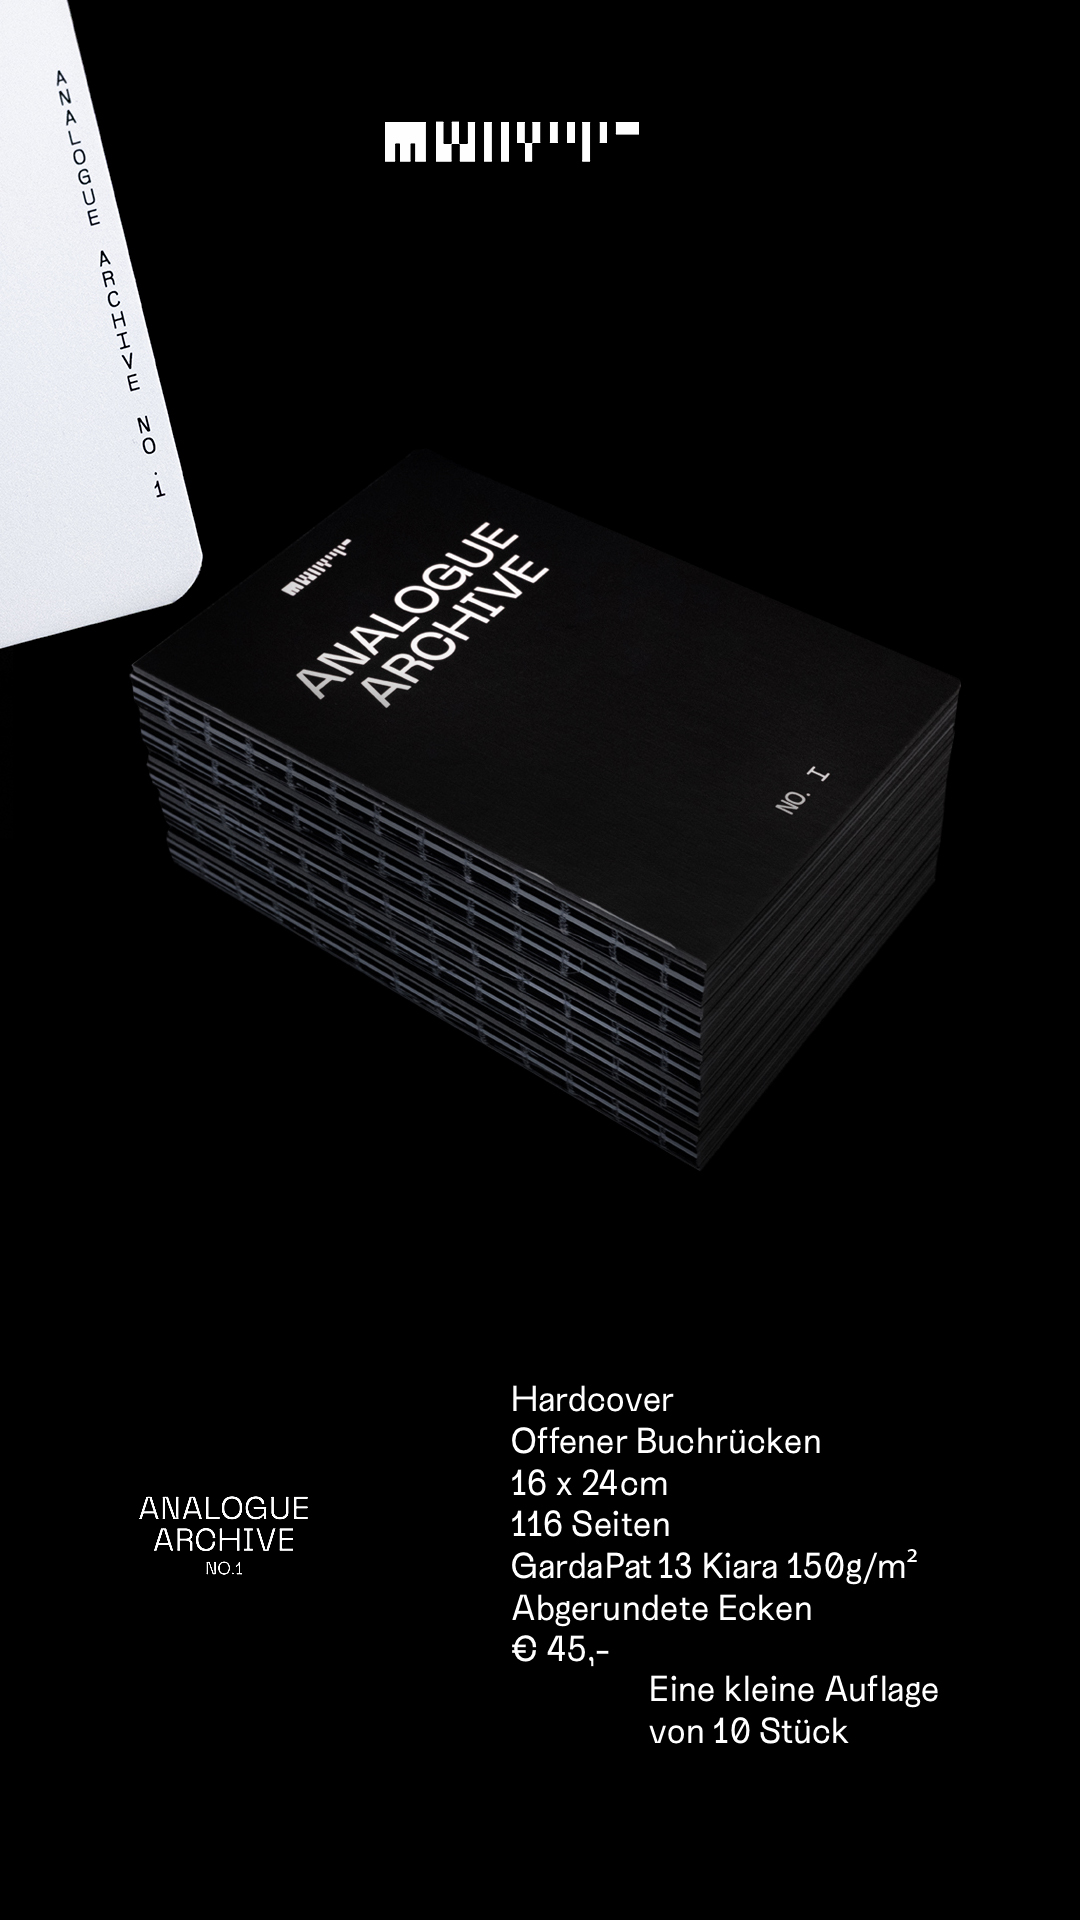 ANALOGUE ARCHIVE NO.1
ANALOGUE
ARCHIVE
NO. I
Hardcover
Offener Buchrücken
16 x 24cm
116 Seiten
GardaPat 13 Kiara 150g/m²
Abgerundete Ecken
€ 45,-
Eine kleine Auflage
von 10 Stück
ANALOGUE
ARCHIVE
NO.1